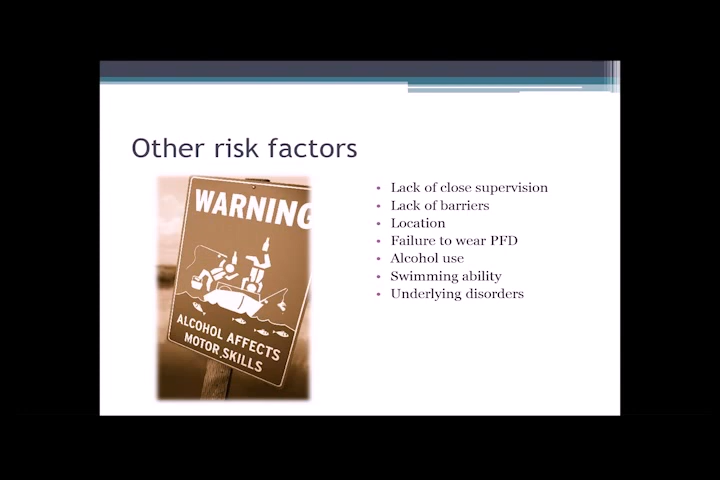 Other risk factors
WARNING
ALCOHOL AFFECTS
MOTOR SKILLS
• Lack of close supervision
• Lack of barriers
• Location
• Failure to wear PFD
• Alcohol use
• Swimming ability
• Underlying disorders